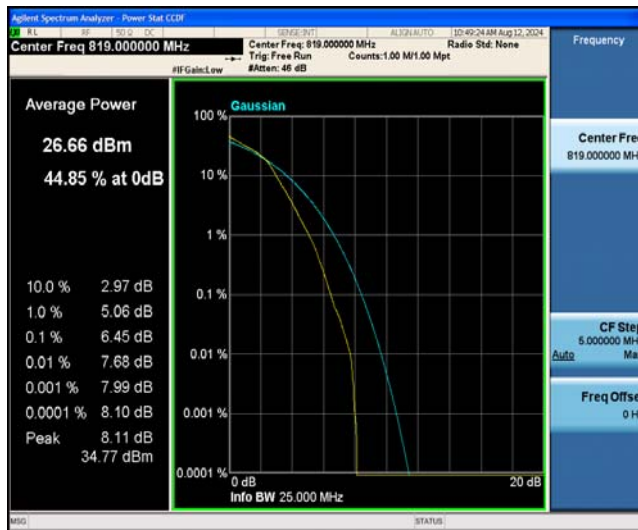 Agilent Spectrum Analyzer - Power Stat CCDF
RL RF 50 Ω DC SENSE:INT ALIGN AUTO 10:49:24 AM Aug 12, 2024
Center Freq 819.000000 MHz
Center Freq: 819.000000 MHz Radio Std: None
Trig: Free Run Counts:1.00 M/1.00 Mpt
#IFGain:Low #Atten: 46 dB
Frequency
Average Power
26.66 dBm
44.85 % at 0dB
10.0 % 2.97 dB
1.0 % 5.06 dB
0.1 % 6.45 dB
0.01 % 7.68 dB
0.001 % 7.99 dB
0.0001 % 8.10 dB
Peak 8.11 dB
34.77 dBm
Gaussian
100 %
10 %
1 %
0.1 %
0.01 %
0.001 %
0.0001 %
0 dB 20 dB
Info BW 25.000 MHz
Center Fre
819.000000 MH
CF Step
5.000000 MH
Auto Ma
Freq Offse
0 H
MSG STATUS